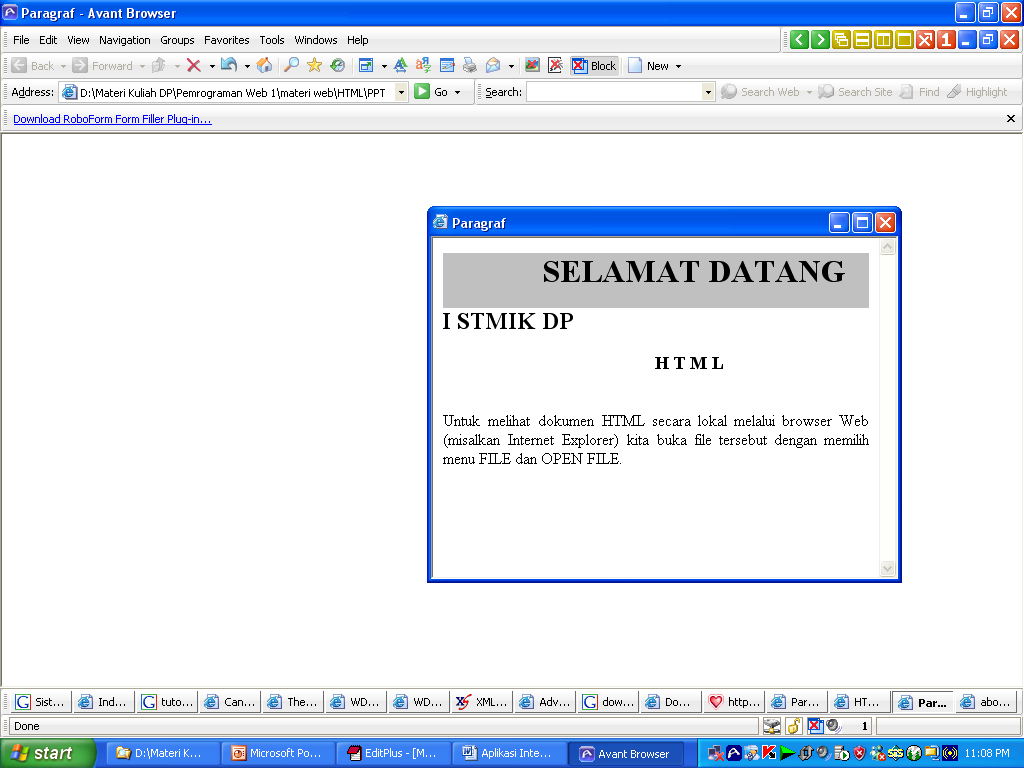 Paragraf - Avant Browser
File Edit View Navigation Groups Favorites Tools Windows Help
1
Back Forward Block New
Address: D:\Materi Kuliah DP\Pemrograman Web 1\materi web\HTML\PPT Go Search: Search Web Search Site Find Highlight
Download RoboForm Form Filler Plug-in...
Paragraf
SELAMAT DATANG
I STMIK DP
H T M L
Untuk melihat dokumen HTML secara lokal melalui browser Web
(misalkan Internet Explorer) kita buka file tersebut dengan memilih
menu FILE dan OPEN FILE.
Sist... Ind... tuto... Can... The... WD... WD... XML... Adv... dow... Do... http... Par... HT... Par... abo...
Done 1
start D:\Materi K... Microsoft Po... EditPlus - [M... Aplikasi Inte... Avant Browser 11:08 PM